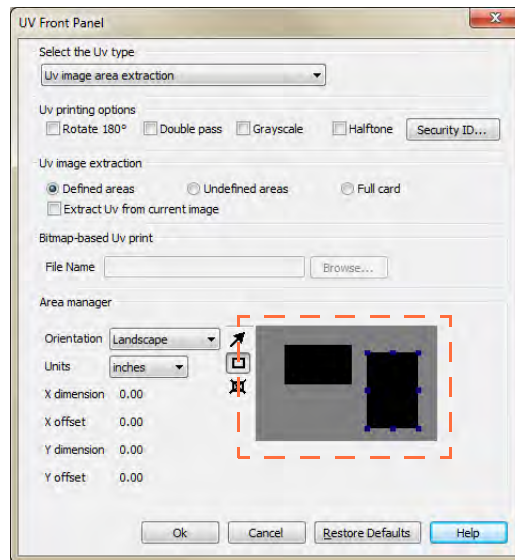 UV Front Panel
Select the Uv type
Uv image area extraction
Uv printing options
Rotate 180° Double pass Grayscale Halftone Security ID...
Uv image extraction
Defined areas Undefined areas Full card
Extract Uv from current image
Bitmap-based Uv print
File Name Browse...
Area manager
Orientation Landscape
Units inches
X dimension 0.00
X offset 0.00
Y dimension 0.00
Y offset 0.00
Ok Cancel Restore Defaults Help